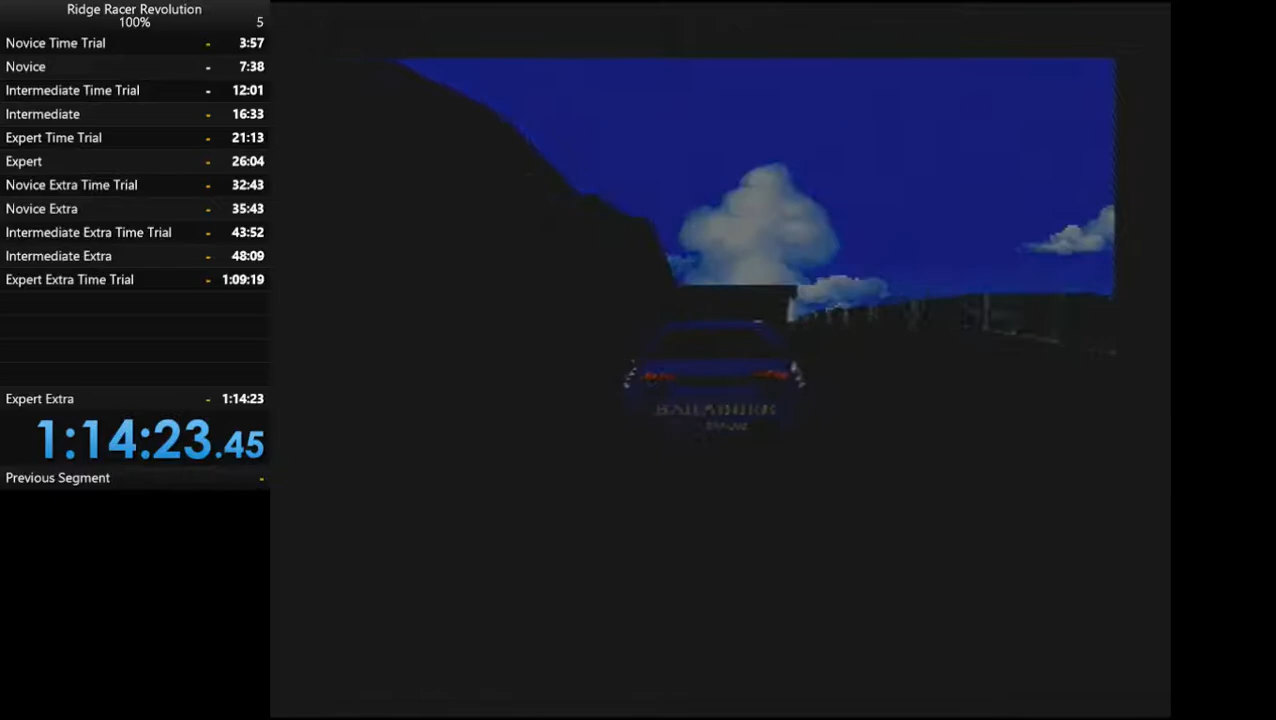 Ridge Racer Revolution
100% 5
Novice Time Trial - 3:57
Novice - 7:38
Intermediate Time Trial - 12:01
Intermediate - 16:33
Expert Time Trial - 21:13
Expert - 26:04
Novice Extra Time Trial - 32:43
Novice Extra - 35:43
Intermediate Extra Time Trial - 43:52
Intermediate Extra - 48:09
Expert Extra Time Trial - 1:09:19
Expert Extra - 1:14:23
1:14:23.45
Previous Segment -